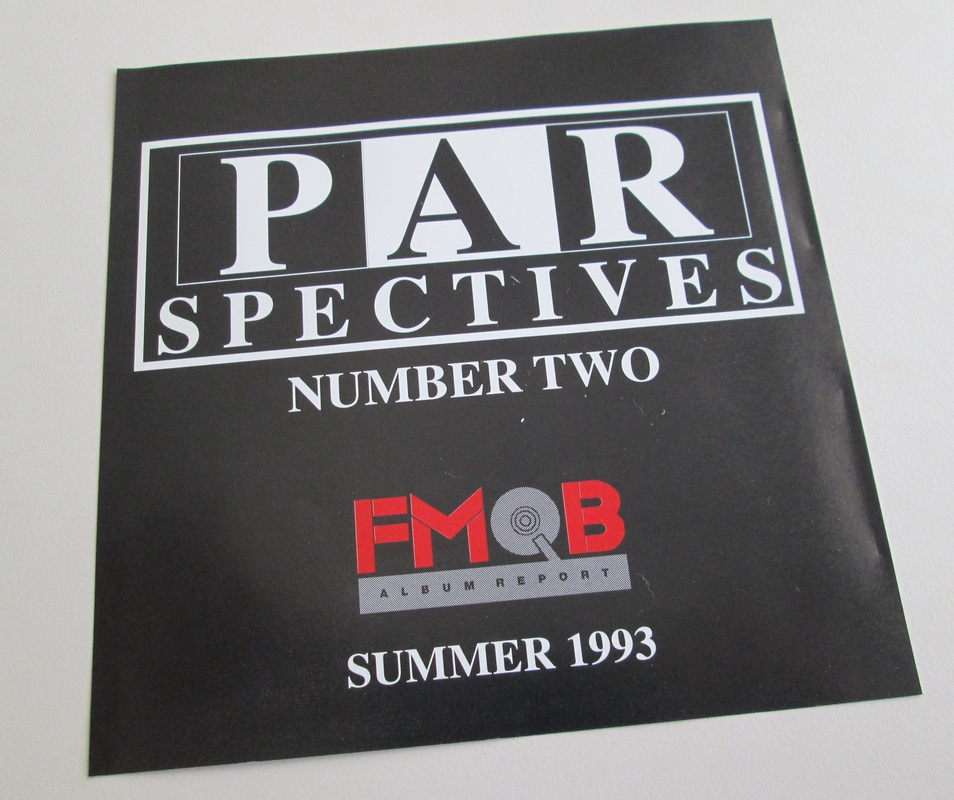 PAR
SPECTIVES
NUMBER TWO
FMQB
ALBUM REPORT
SUMMER 1993